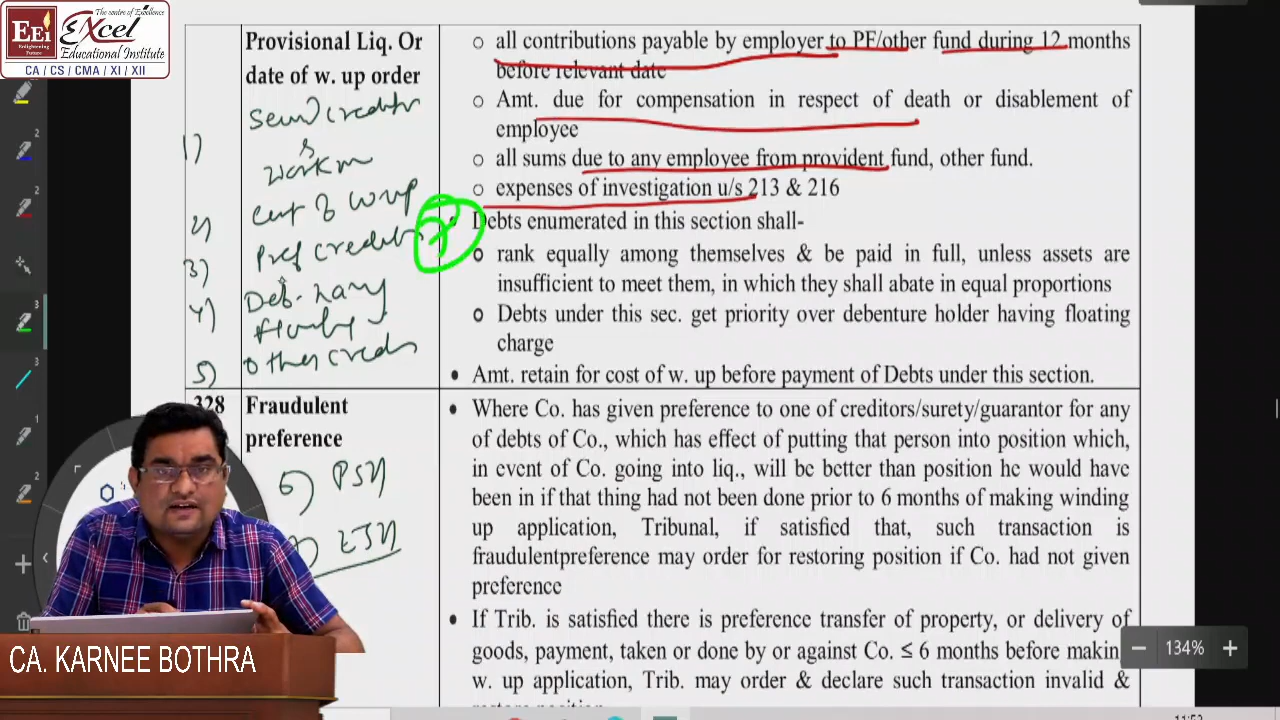 The centre of Excellence
EEi
Enlightening
Future
EXcel
Educational Institute
CA / CS / CMA / XI / XII
Provisional Liq. Or
date of w. up order
1)
2)
3)
4)
5)
Pref
Deb.
6) PSH
ESH
all contributions payable by employer to PF/other fund during 12 months
before relevant date
Amt. due for compensation in respect of death or disablement of
employee
all sums due to any employee from provident fund, other fund.
expenses of investigation u/s 213 & 216
Debts enumerated in this section shall-
rank equally among themselves & be paid in full, unless assets are
insufficient to meet them, in which they shall abate in equal proportions
Debts under this sec. get priority over debenture holder having floating
charge
Amt. retain for cost of w. up before payment of Debts under this section.
328
Fraudulent
preference
Where Co. has given preference to one of creditors/surety/guarantor for any
of debts of Co., which has effect of putting that person into position which,
in event of Co. going into liq., will be better than position he would have
been in if that thing had not been done prior to 6 months of making winding
up application, Tribunal, if satisfied that, such transaction is
fraudulentpreference may order for restoring position if Co. had not given
preference
If Trib. is satisfied there is preference transfer of property, or delivery of
goods, payment, taken or done by or against Co. ≤ 6 months before makin
w. up application, Trib. may order & declare such transaction invalid &
134%
CA. KARNEE BOTHRA